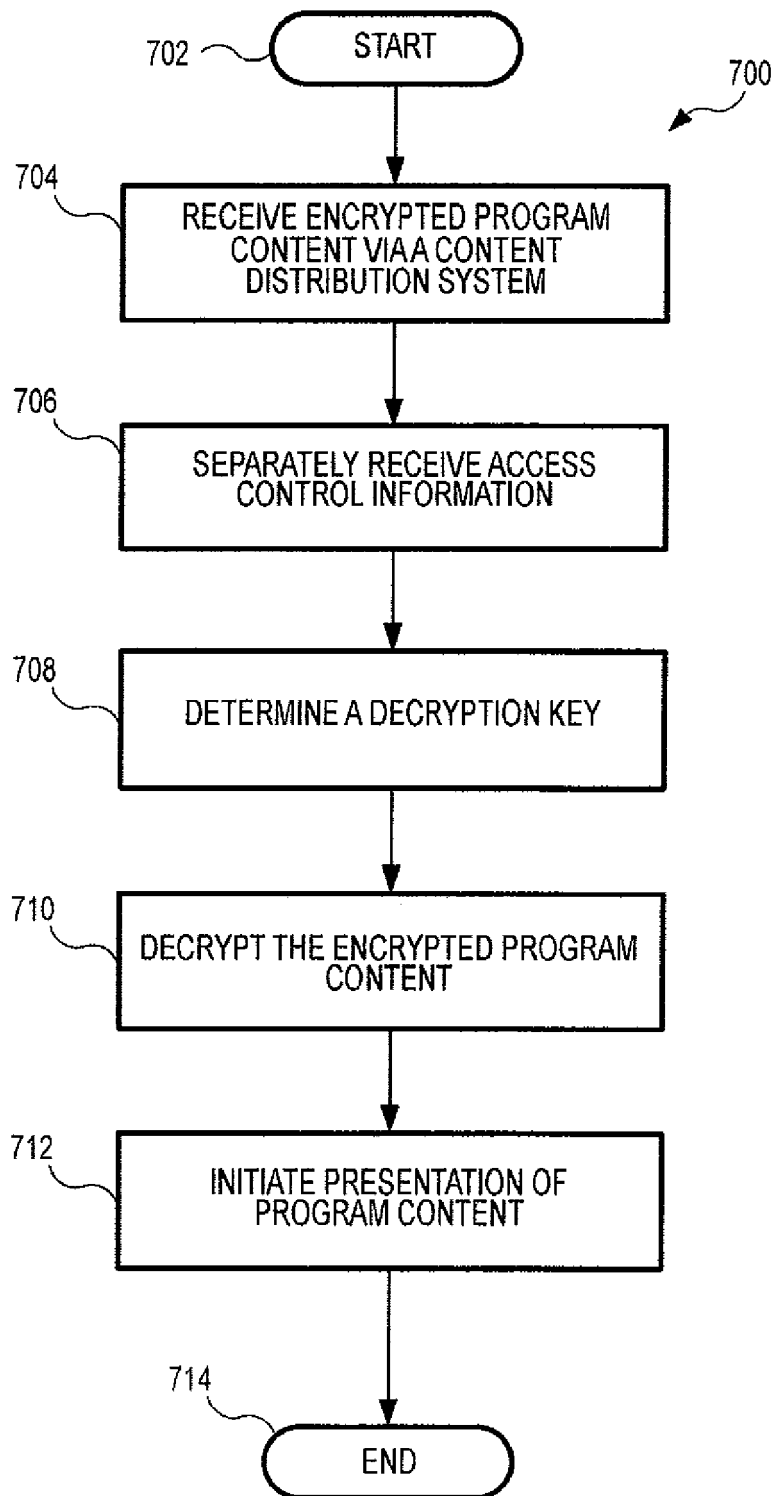 702
START
700
704
RECEIVE ENCRYPTED PROGRAM
CONTENT VIA A CONTENT
DISTRIBUTION SYSTEM
706
SEPARATELY RECEIVE ACCESS
CONTROL INFORMATION
708
DETERMINE A DECRYPTION KEY
710
DECRYPT THE ENCRYPTED PROGRAM
CONTENT
712
INITIATE PRESENTATION OF
PROGRAM CONTENT
714
END